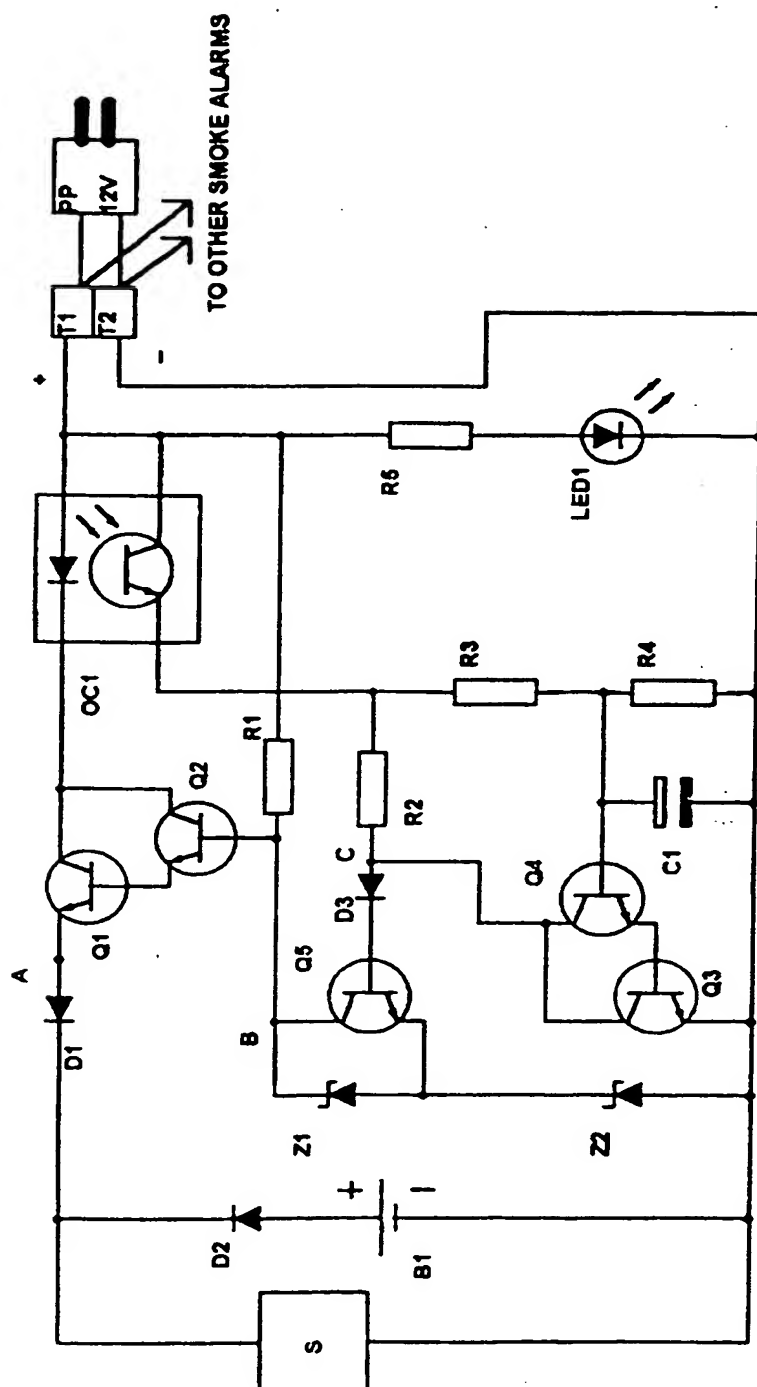 PP
12V
T1
T2
TO OTHER SMOKE ALARMS
+
−
OC1
R5
LED1
Q1
Q2
R1
A
D1
R3
R4
R2
C
D3
Q4
C1
Q5
Q3
B
Z1
Z2
D2
+
−
B1
S